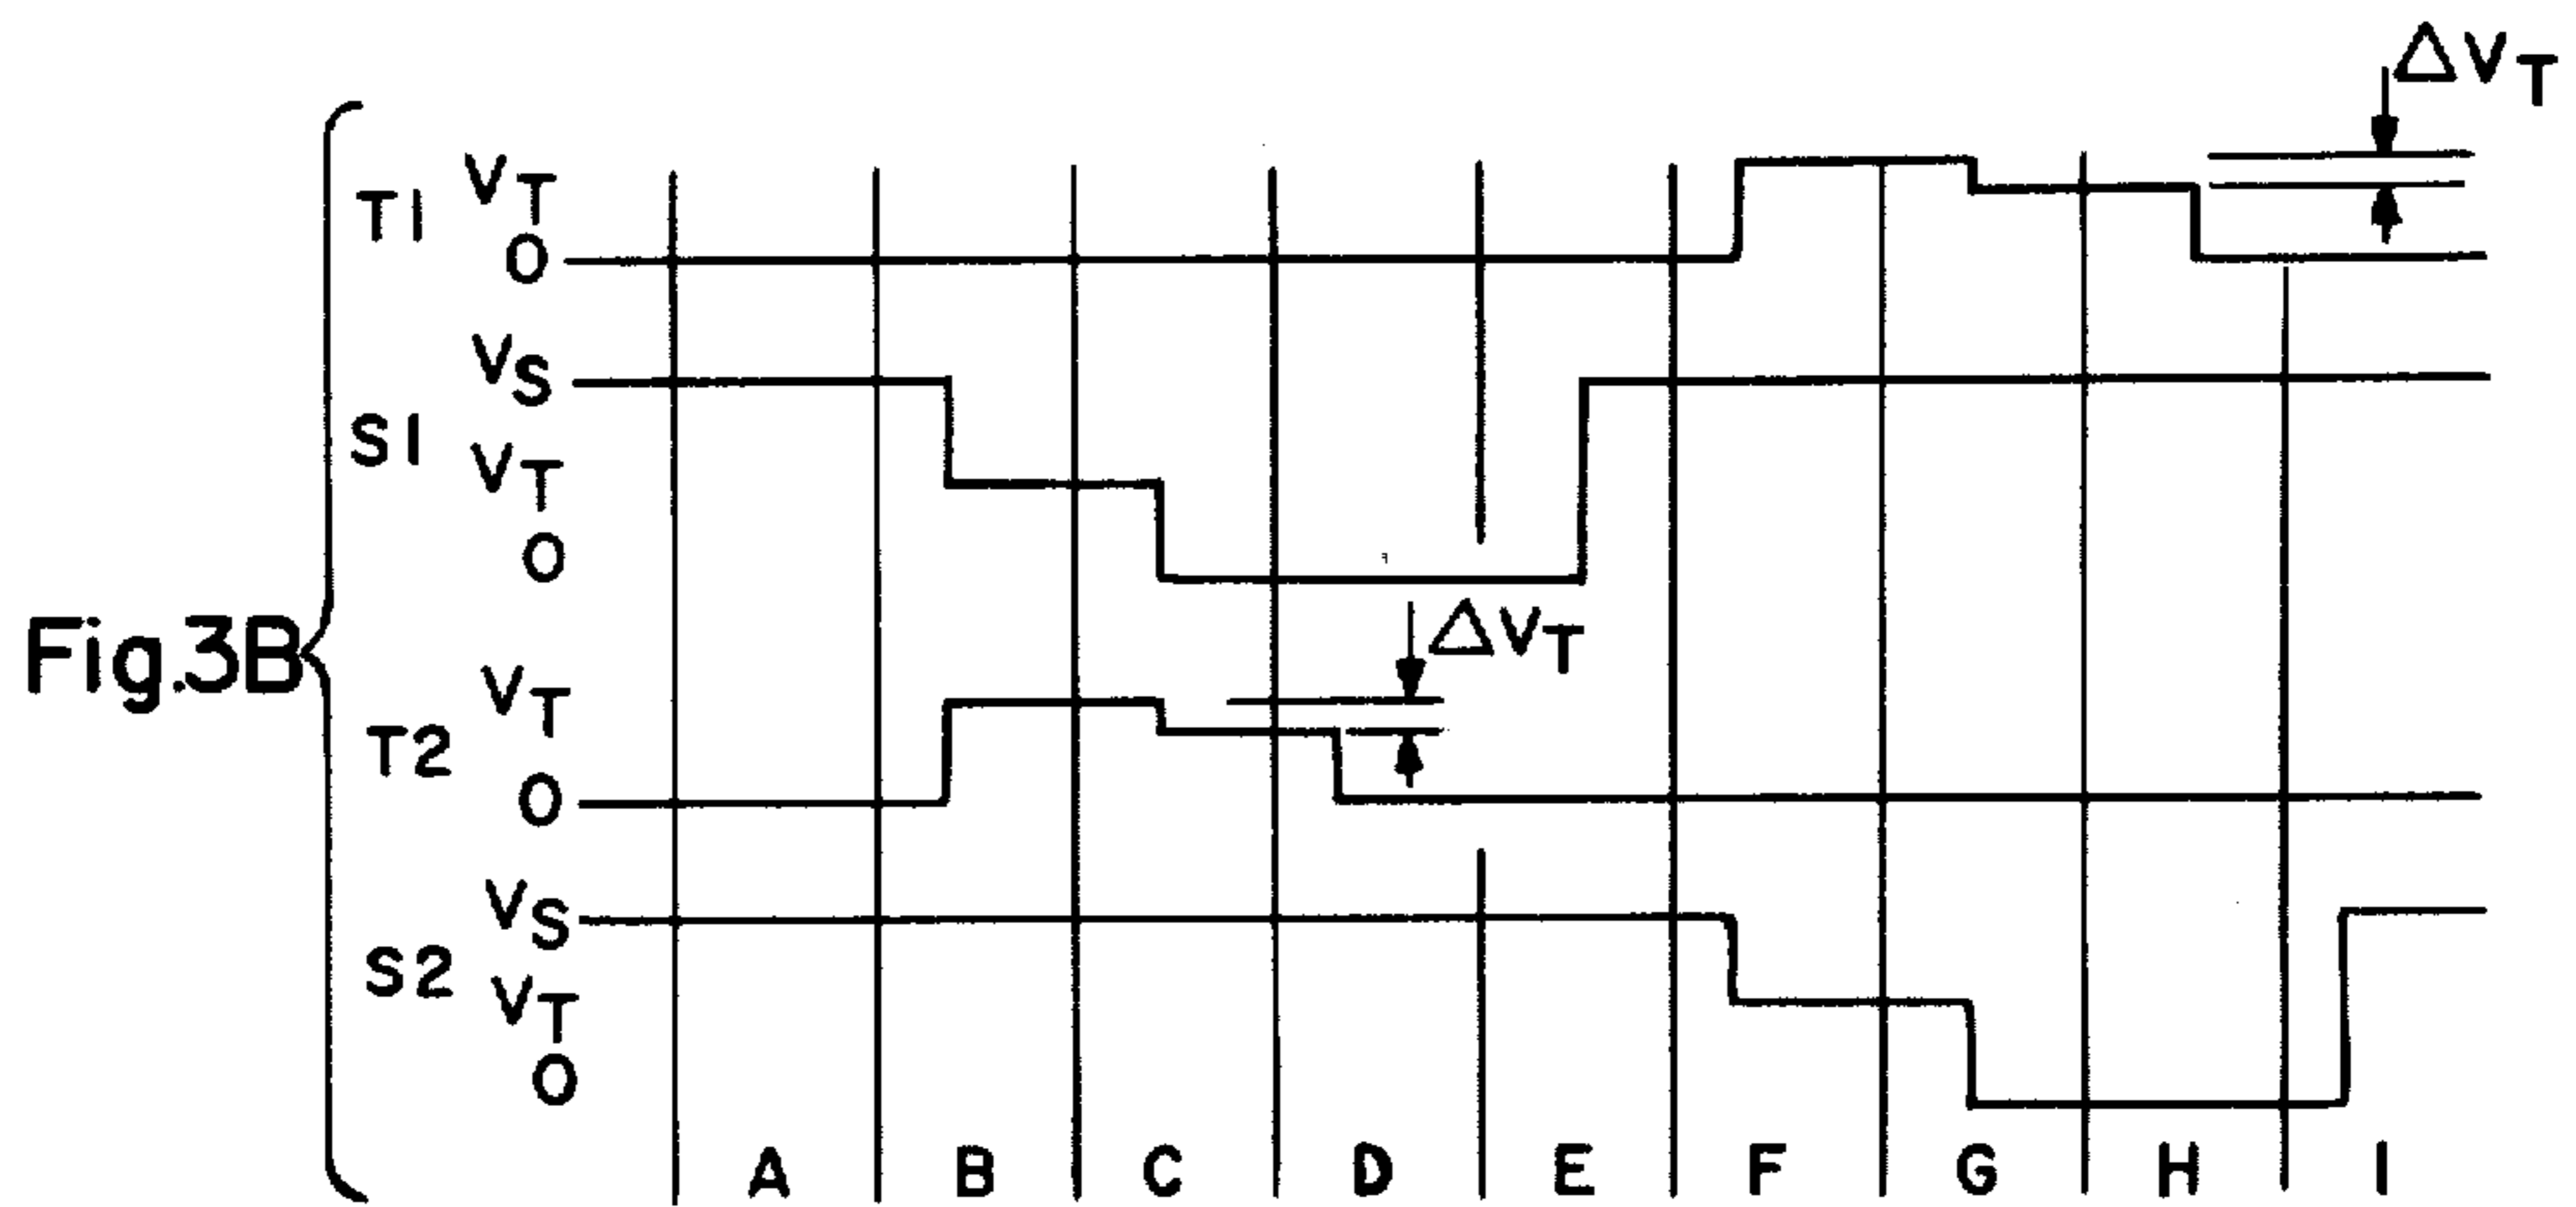 ΔVT
T1 VT
O
VS
S1
VT
O
Fig.3B
ΔVT
VT
T2
O
VS
S2
VT
O
A B C D E F G H I